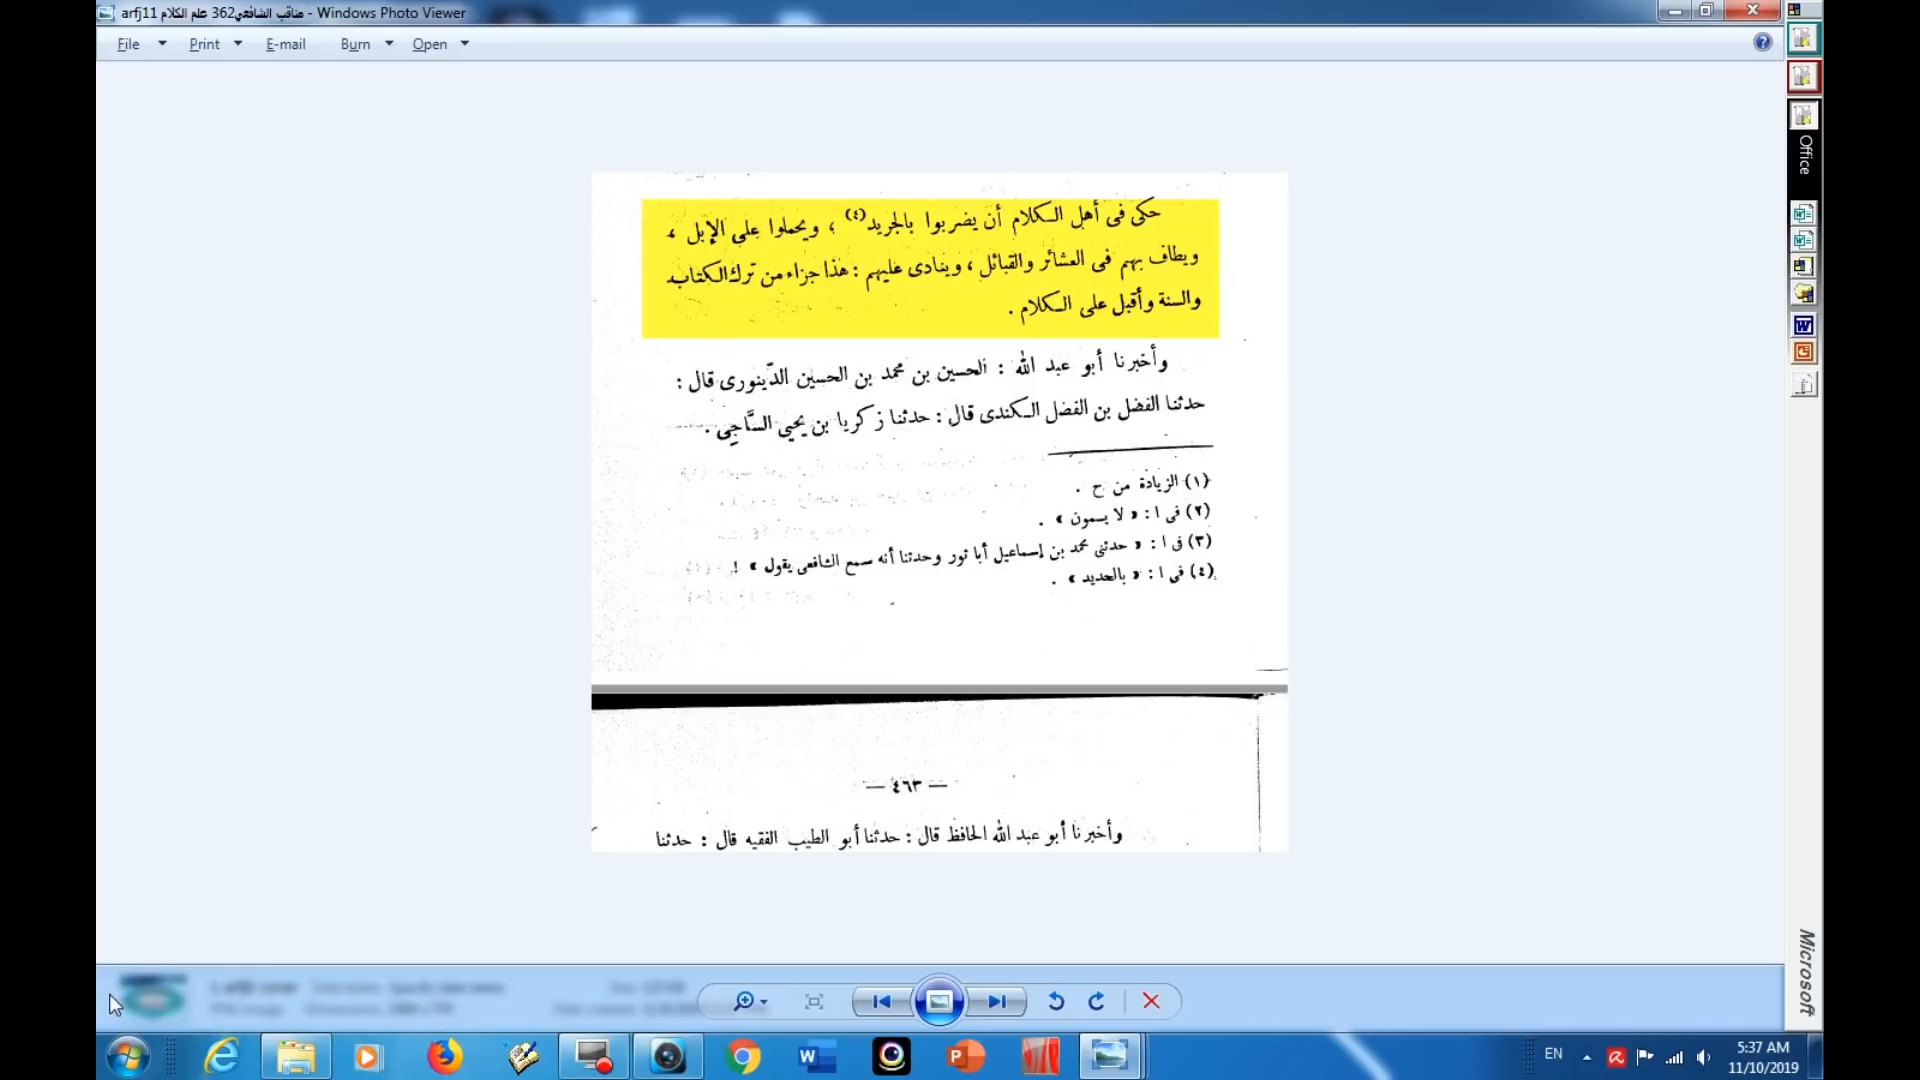 مناقب الشافعي362 علم الكلام arfj11 - Windows Photo Viewer
File Print E-mail Burn Open
حكى فى أهل الكلام أن يضربوا بالجريد(٤) ؛ ويحملوا على الإبل ،
ويطاف بهم فى العشائر والقبائل ، وينادى عليهم : هذا جزاء من ترك الكتاب
والسنة وأقبل على الكلام .
وأخبرنا أبو عبد الله : الحسين بن محمد بن الحسين الدّينورى قال :
حدثنا الفضل بن الفضل الكندى قال : حدثنا زكريا بن يحيى السَّاجِى .
(١) الزيادة من ح .
(٢) فى ا : « لا يسمون » .
(٣) فى ا : « حدثنى محمد بن إسماعيل أبا ثور وحدثنا أنه سمع الشافعى يقول » !
(٤) فى ا : « بالحديد » .
— ٤٦٣ —
وأخبرنا أبو عبد الله الحافظ قال : حدثنا أبو الطيب الفقيه قال : حدثنا
Office
Microsoft
EN
5:37 AM
11/10/2019